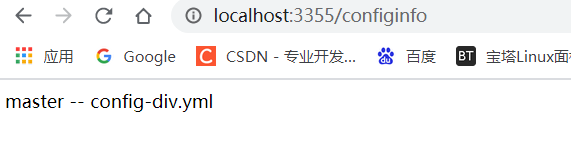 localhost:3355/configinfo
应用 Google C CSDN - 专业开发... 百度 BT 宝塔Linux面
master -- config-div.yml